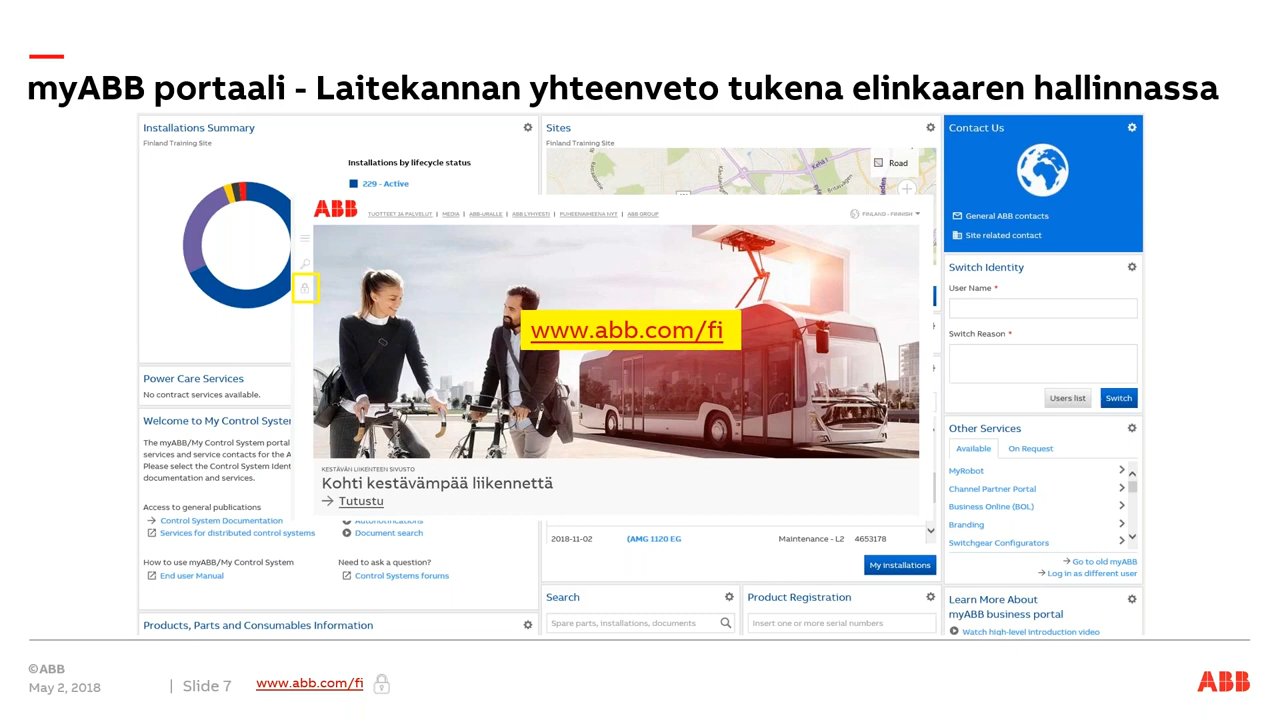 myABB portaali - Laitekannan yhteenveto tukena elinkaaren hallinnassa
Installations Summary
Finland Training Site
Installations by lifecycle status
229 - Active
Sites
Finland Training Site
Road
Contact Us
General ABB contacts
Site related contact
ABB
TUOTTEET JA PALVELUT | MEDIA | ABB-URALLE | ABB LYHYESTI | PUHEENAIHEENA NYT | ABB GROUP
FINLAND - FINNISH
www.abb.com/fi
KESTÄVÄN LIIKENTEEN SIVUSTO
Kohti kestävämpää liikennettä
Tutustu
Switch Identity
User Name *
Switch Reason *
Users list
Switch
Power Care Services
No contract services available.
Welcome to My Control Syste
The myABB/My Control System portal
services and service contacts for the A
Please select the Control System Ident
documentation and services.
Access to general publications
Control System Documentation
Services for distributed control systems
Autonotifications
Document search
How to use myABB/My Control System
End user Manual
Need to ask a question?
Control Systems forums
Products, Parts and Consumables Information
2018-11-02 (AMG 1120 EG Maintenance - L2 4653178
My installations
Search
Spare parts, installations, documents
Product Registration
Insert one or more serial numbers
Other Services
Available
On Request
MyRobot
Channel Partner Portal
Business Online (BOL)
Branding
Switchgear Configurators
Go to old myABB
Log in as different user
Learn More About
myABB business portal
Watch high-level introduction video
©ABB
May 2, 2018
| Slide 7
www.abb.com/fi
ABB